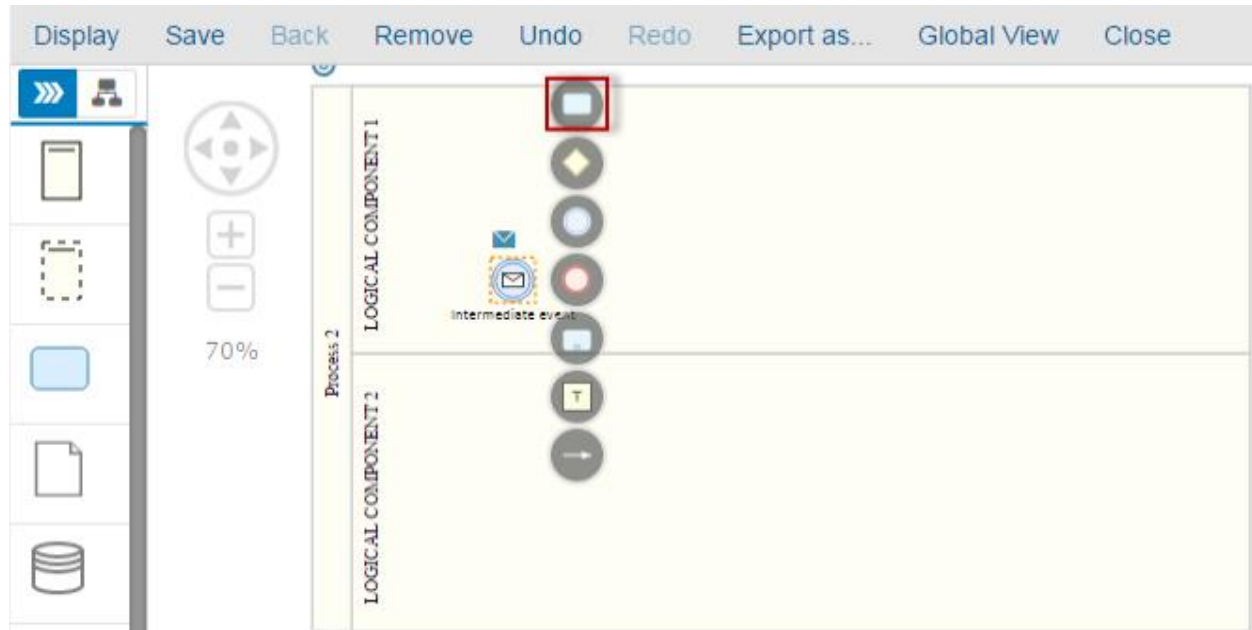 Display Save Back Remove Undo Redo Export as... Global View Close
70%
Process 2
LOGICAL COMPONENT 1
Intermediate event
T
LOGICAL COMPONENT 2